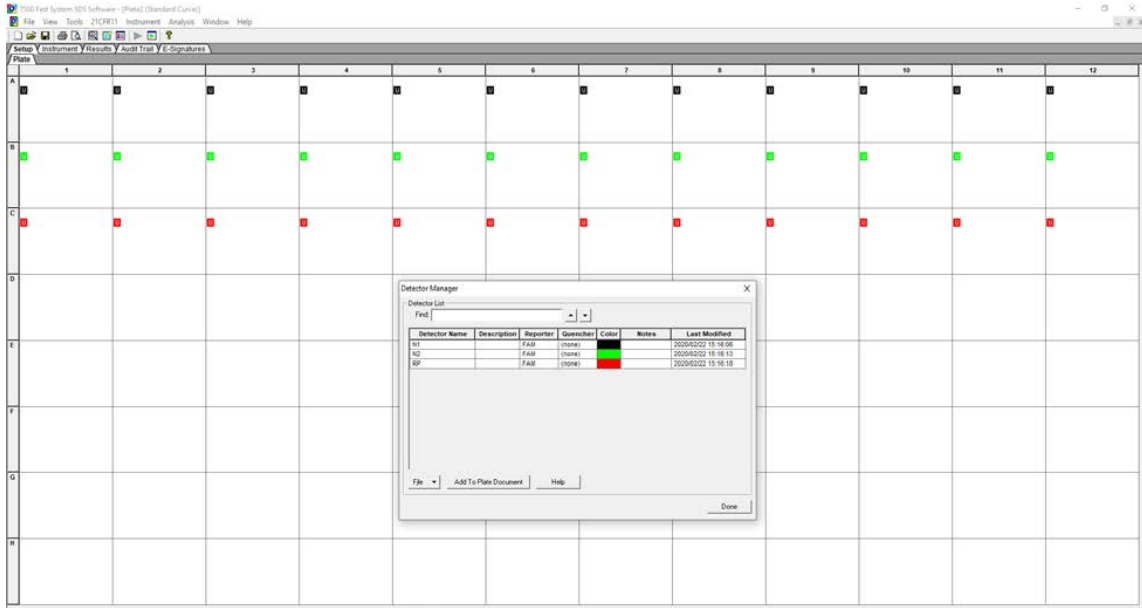 7500 Fast System SDS Software - [Plate2 (Standard Curve)]
File View Tools 21CFR11 Instrument Analysis Window Help
Setup Instrument Results Audit Trail E-Signatures
Plate
1 2 3 4 5 6 7 8 9 10 11 12
A
U U U U U U U U U U U U
B
U U U U U U U U U U U U
C
U U U U U U U U U U U U
D
Detector Manager
Detector List
Find:
Detector Name Description Reporter Quencher Color Notes Last Modified
N1 FAM (none) 2020/02/22 15:16:06
N2 FAM (none) 2020/02/22 15:16:13
RP FAM (none) 2020/02/22 15:16:18
E
F
G
File Add To Plate Document Help
Done
H